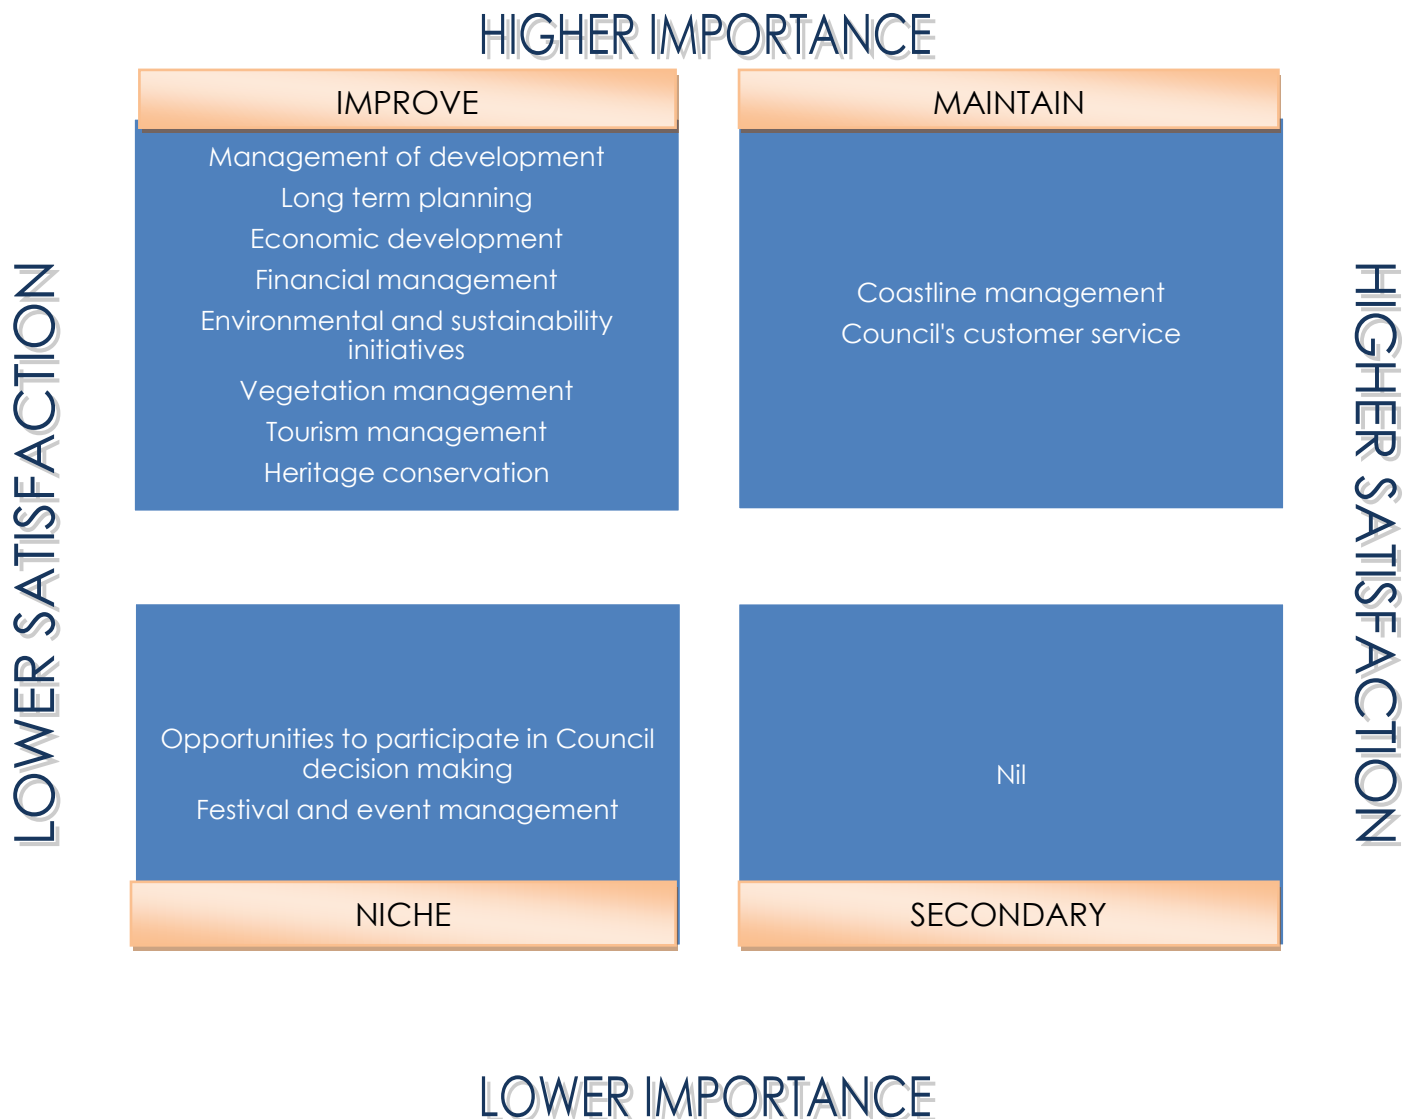 HIGHER IMPORTANCE
IMPROVE
Management of development
Long term planning
Economic development
Financial management
Environmental and sustainability
initiatives
Vegetation management
Tourism management
Heritage conservation
MAINTAIN
Coastline management
Council's customer service
LOWER SATISFACTION
HIGHER SATISFACTION
Opportunities to participate in Council
decision making
Festival and event management
NICHE
Nil
SECONDARY
LOWER IMPORTANCE